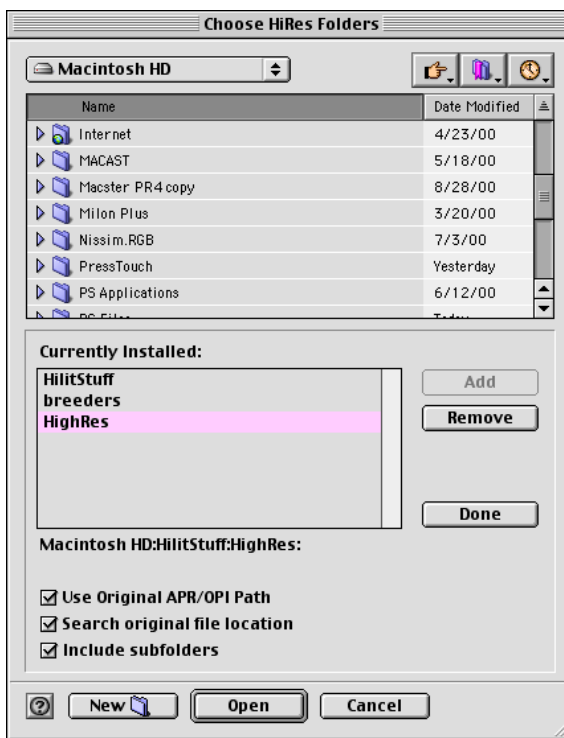 Choose HiRes Folders
Macintosh HD
Name Date Modified
Internet 4/23/00
MACAST 5/18/00
Macster PR4 copy 8/28/00
Milon Plus 3/20/00
Nissim.RGB 7/3/00
PressTouch Yesterday
PS Applications 6/12/00
PS Files Today
Currently Installed:
HilitStuff
breeders
HighRes
Add
Remove
Done
Macintosh HD:HilitStuff:HighRes:
Use Original APR/OPI Path
Search original file location
Include subfolders
? New Open Cancel